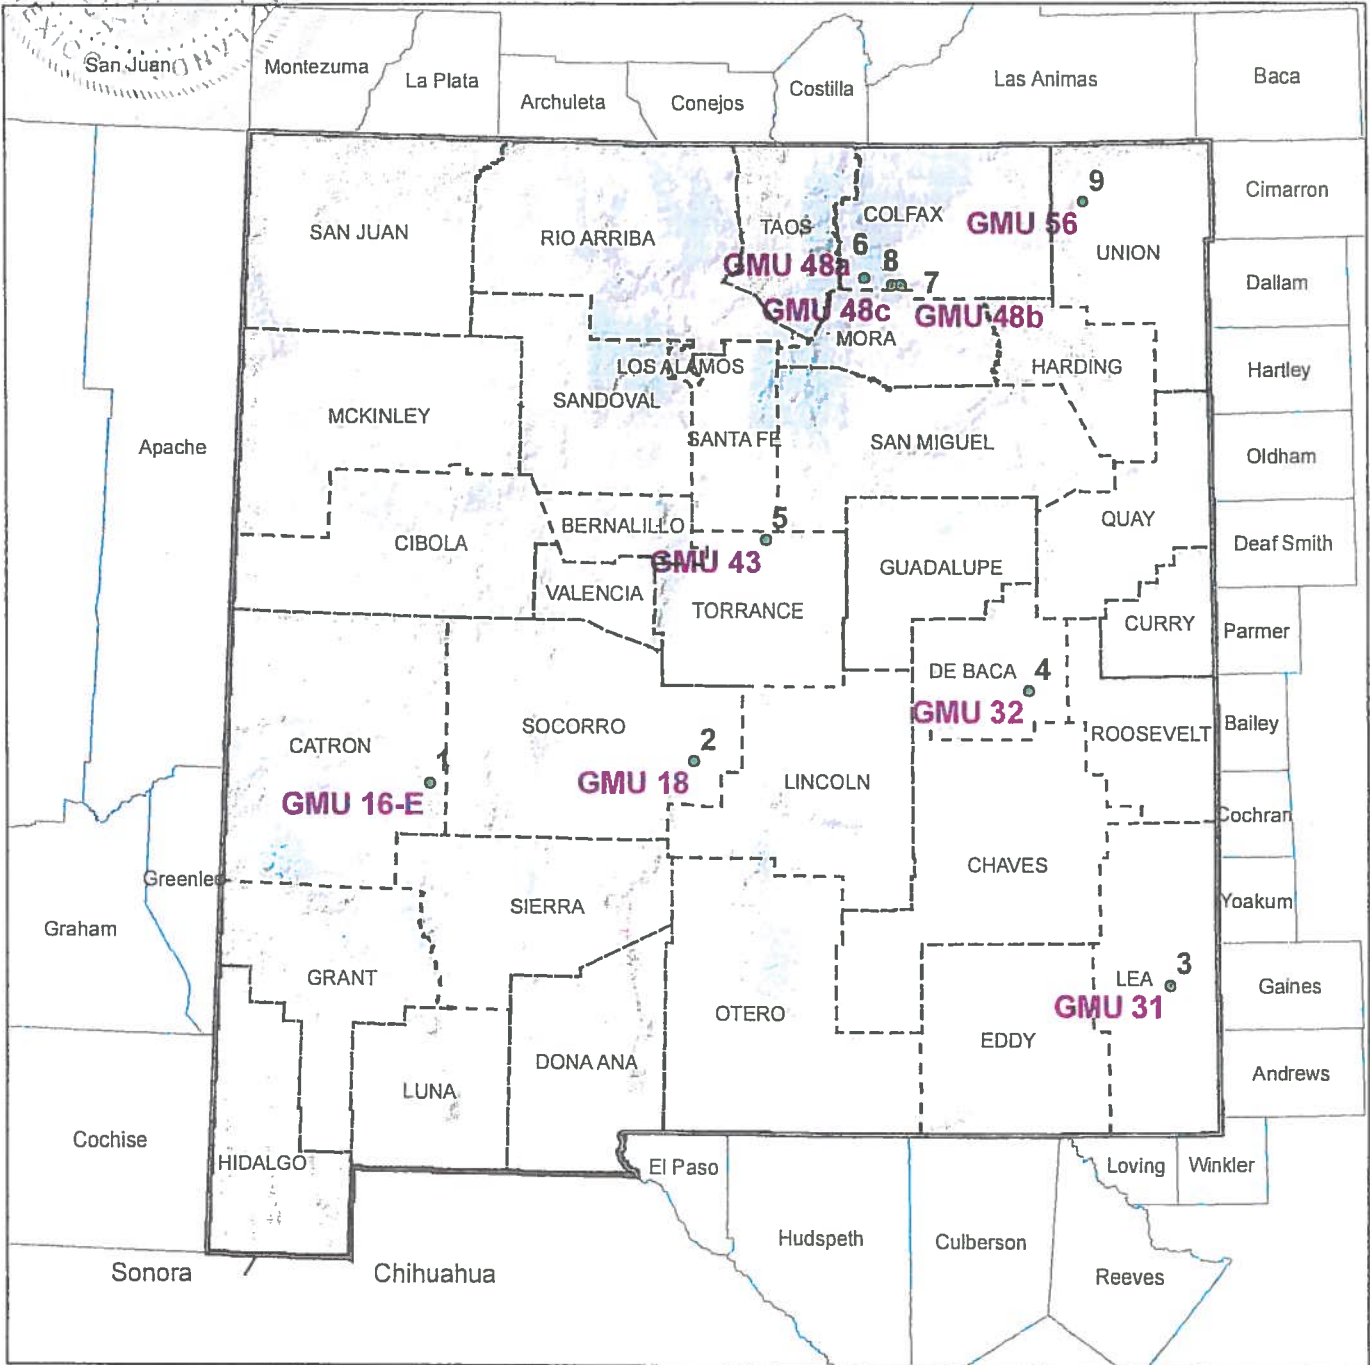 San Juan
Montezuma
La Plata
Archuleta
Conejos
Costilla
Las Animas
Baca
Cimarron
Dallam
Hartley
Oldham
Deaf Smith
Parmer
Bailey
Cochran
Yoakum
Gaines
Andrews
Apache
Greenlee
Graham
Cochise
SAN JUAN
RIO ARRIBA
TAOS
COLFAX
9
GMU 56
UNION
6
8
7
GMU 48a
GMU 48c
GMU 48b
MORA
HARDING
LOS ALAMOS
SANDOVAL
MCKINLEY
SANTA FE
SAN MIGUEL
QUAY
CIBOLA
BERNALILLO
5
GMU 43
VALENCIA
TORRANCE
GUADALUPE
CURRY
DE BACA
4
GMU 32
ROOSEVELT
CATRON
1
GMU 16-E
SOCORRO
2
GMU 18
LINCOLN
CHAVES
SIERRA
GRANT
OTERO
LEA
3
GMU 31
EDDY
DONA ANA
LUNA
HIDALGO
El Paso
Hudspeth
Culberson
Loving
Winkler
Reeves
Sonora
Chihuahua